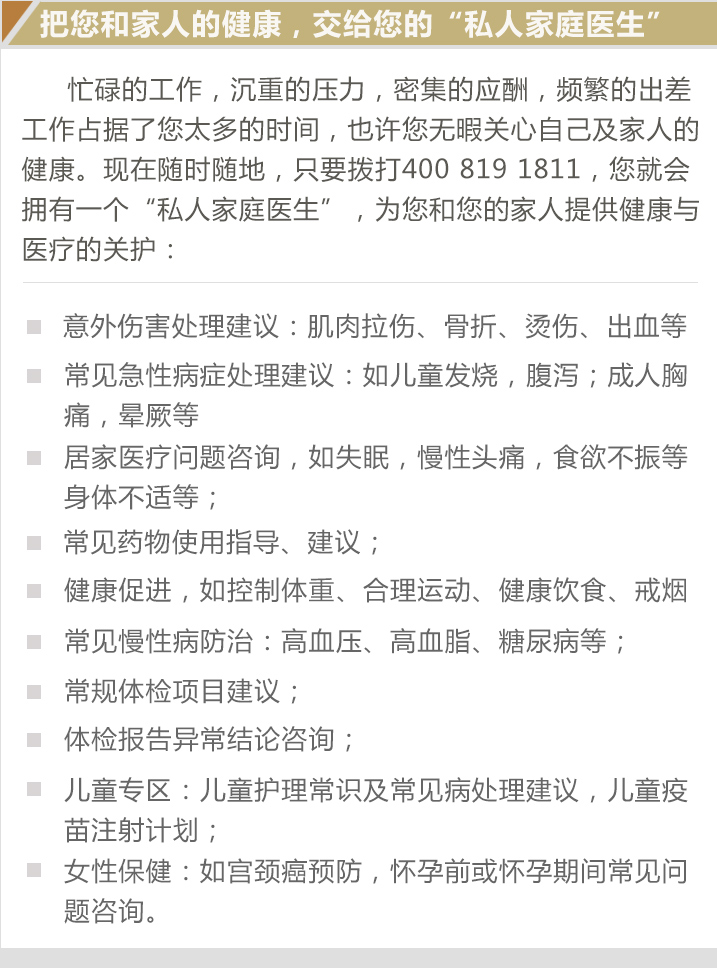 把您和家人的健康，交给您的“私人家庭医生”
忙碌的工作，沉重的压力，密集的应酬，频繁的出差
工作占据了您太多的时间，也许您无暇关心自己及家人的
健康。现在随时随地，只要拨打400 819 1811，您就会
拥有一个“私人家庭医生”，为您和您的家人提供健康与
医疗的关护：
意外伤害处理建议：肌肉拉伤、骨折、烫伤、出血等
常见急性病症处理建议：如儿童发烧，腹泻；成人胸
痛，晕厥等
居家医疗问题咨询，如失眠，慢性头痛，食欲不振等
身体不适等；
常见药物使用指导、建议；
健康促进，如控制体重、合理运动、健康饮食、戒烟
常见慢性病防治：高血压、高血脂、糖尿病等；
常规体检项目建议；
体检报告异常结论咨询；
儿童专区：儿童护理常识及常见病处理建议，儿童疫
苗注射计划；
女性保健：如宫颈癌预防，怀孕前或怀孕期间常见问
题咨询。